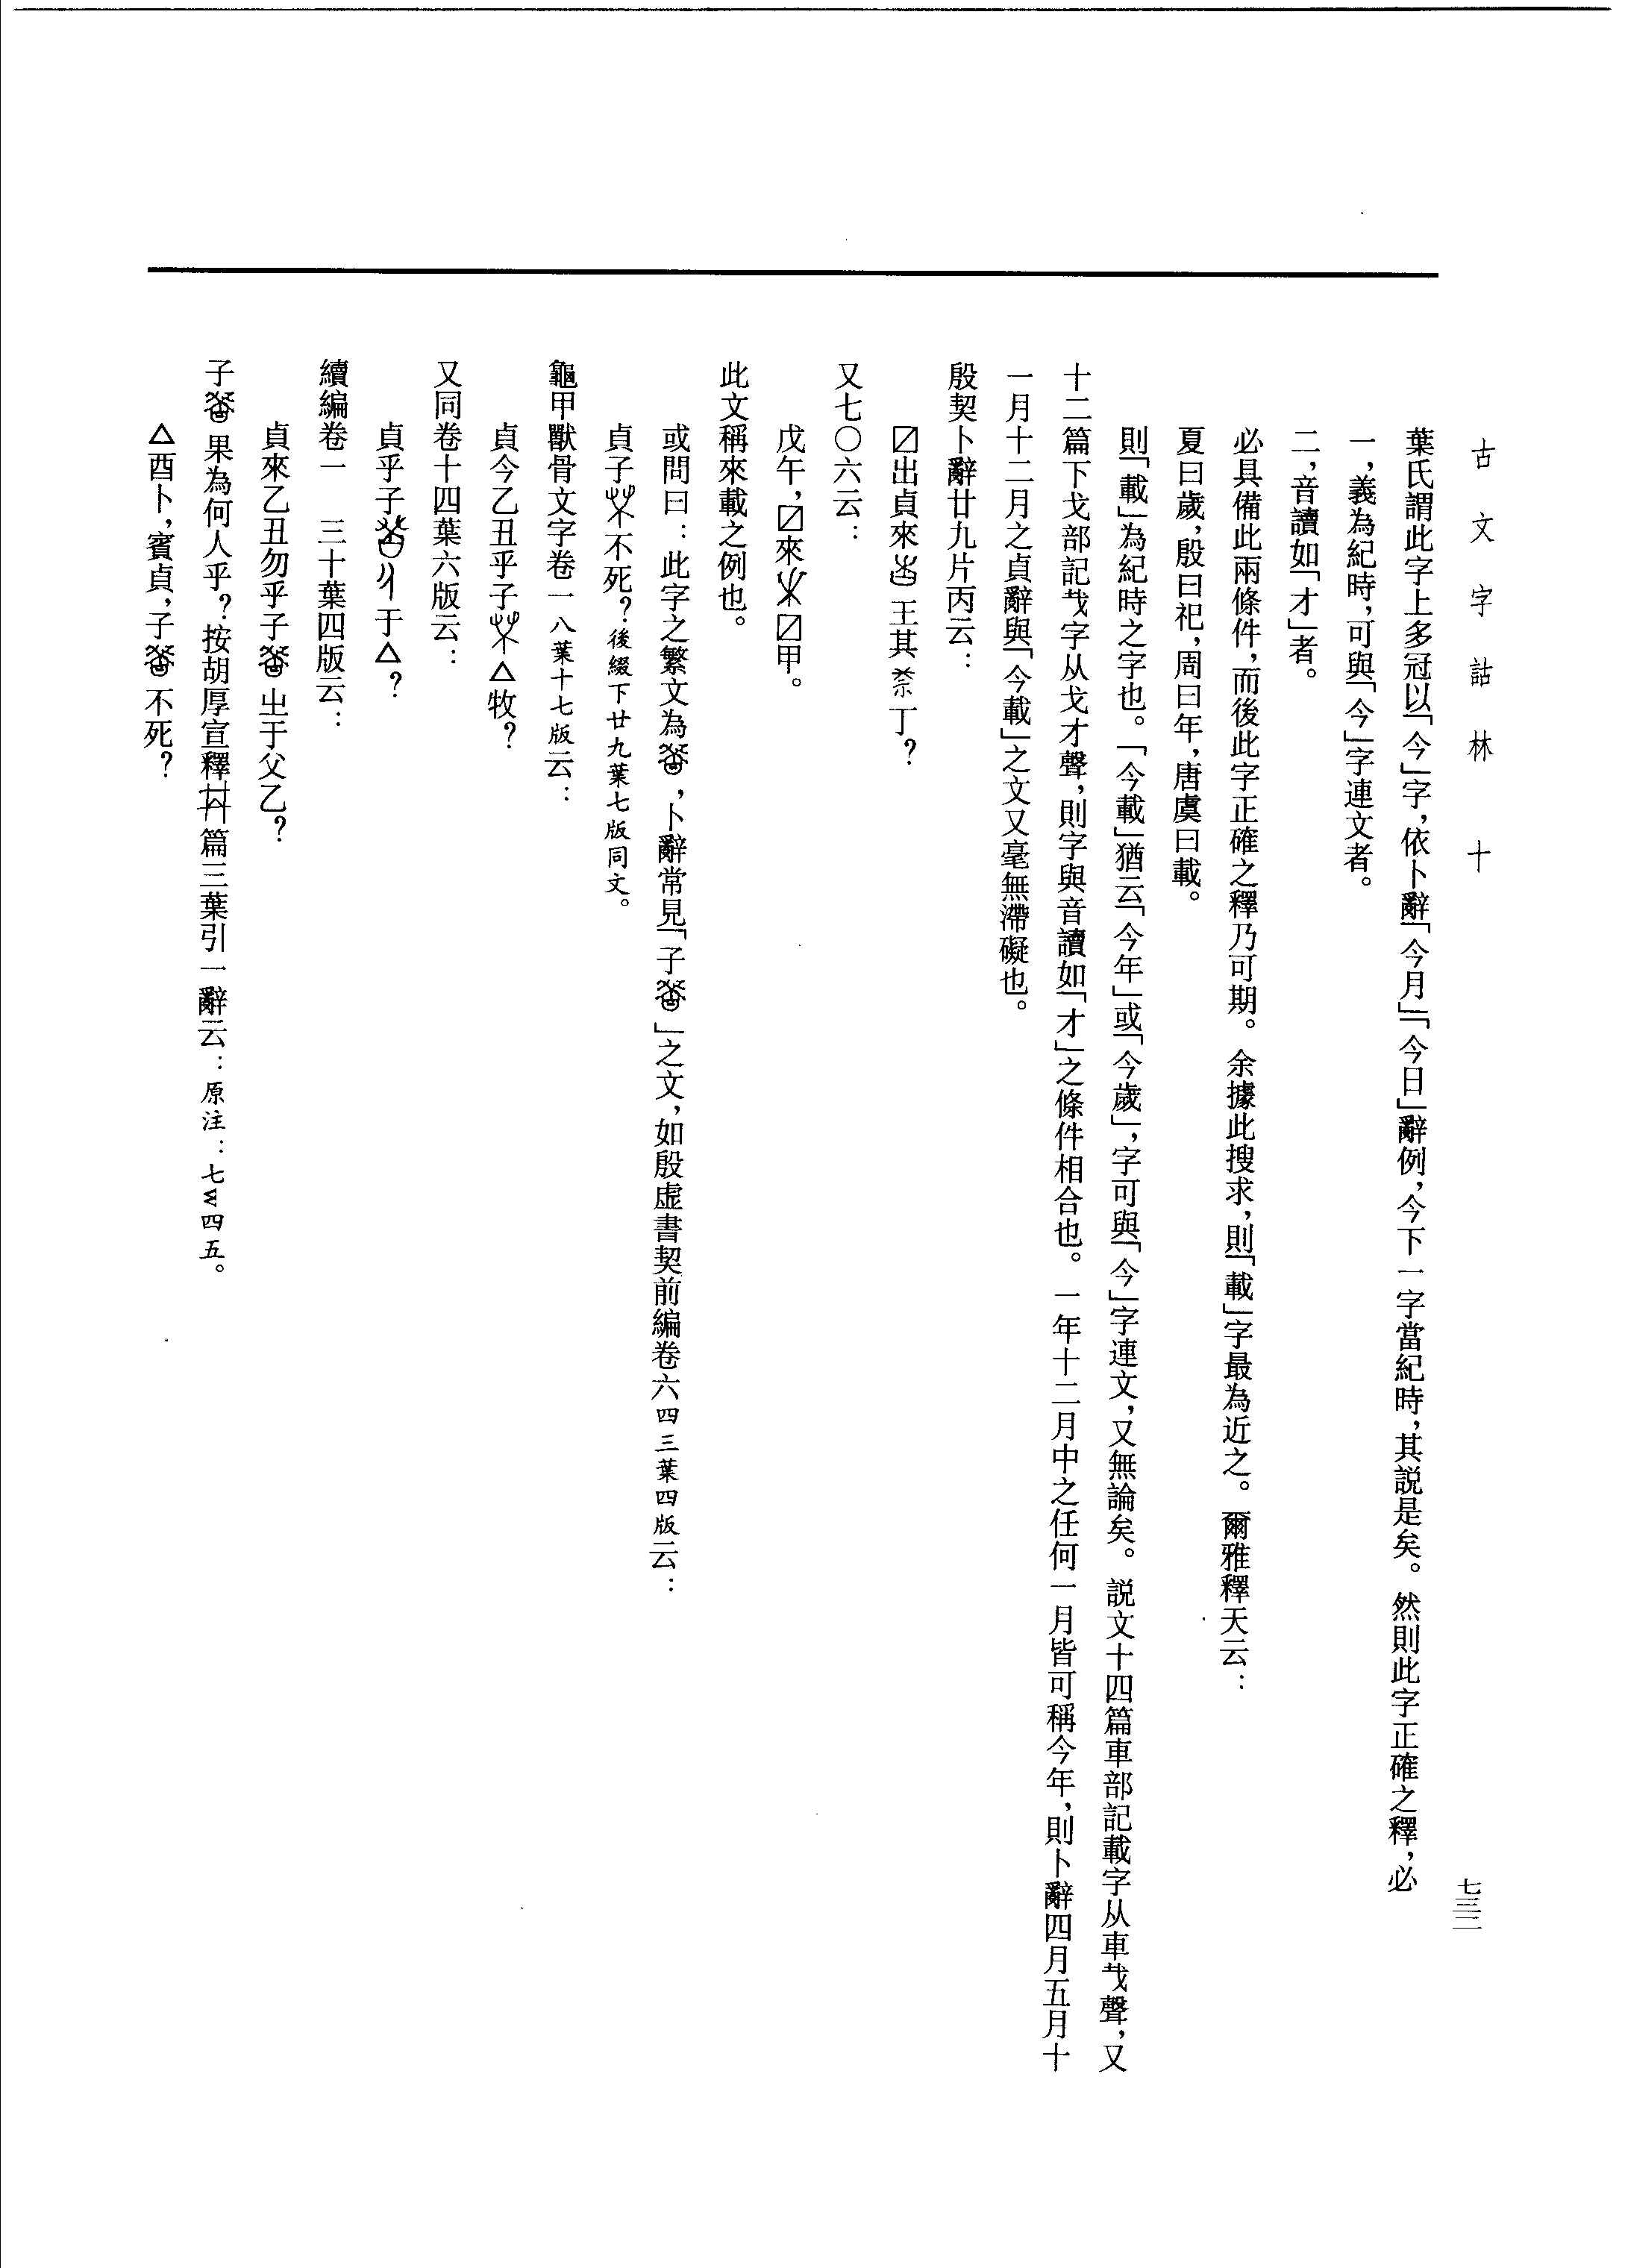 古文字詁林　十
七三二
葉氏謂此字上多冠以「今」字，依卜辭「今月」「今日」辭例，今下一字當紀時，其説是矣。然則此字正確之釋，必
一，義為紀時，可與「今」字連文者。
二，音讀如「才」者。
必具備此兩條件，而後此字正確之釋乃可期。余據此搜求，則「載」字最為近之。爾雅釋天云：
夏曰歲，殷曰祀，周曰年，唐虞曰載。
則「載」為紀時之字也。「今載」猶云「今年」或「今歲」，字可與「今」字連文，又無論矣。説文十四篇車部記載字从車𢦏聲，又
十二篇下戈部記𢦏字从戈才聲，則字與音讀如「才」之條件相合也。一年十二月中之任何一月皆可稱今年，則卜辭四月五月十
一月十二月之貞辭與「今載」之文又毫無滯礙也。
殷契卜辭廿九片丙云：
☐出貞來王其丁？
又七〇六云：
戊午，☐來☐甲。
此文稱來載之例也。
或問曰：此字之繁文為，卜辭常見「子」之文，如殷虛書契前編卷六四三葉四版云：
貞子不死？後綴下廿九葉七版同文。
龜甲獸骨文字卷一八葉十七版云：
貞今乙丑乎子△牧？
又同卷十四葉六版云：
貞乎子于△？
續編卷一　三十葉四版云：
貞來乙丑勿乎子㞢于父乙？
子果為何人乎？按胡厚宣釋篇三葉引一辭云：原注：七四五。
△酉卜，賓貞，子不死？